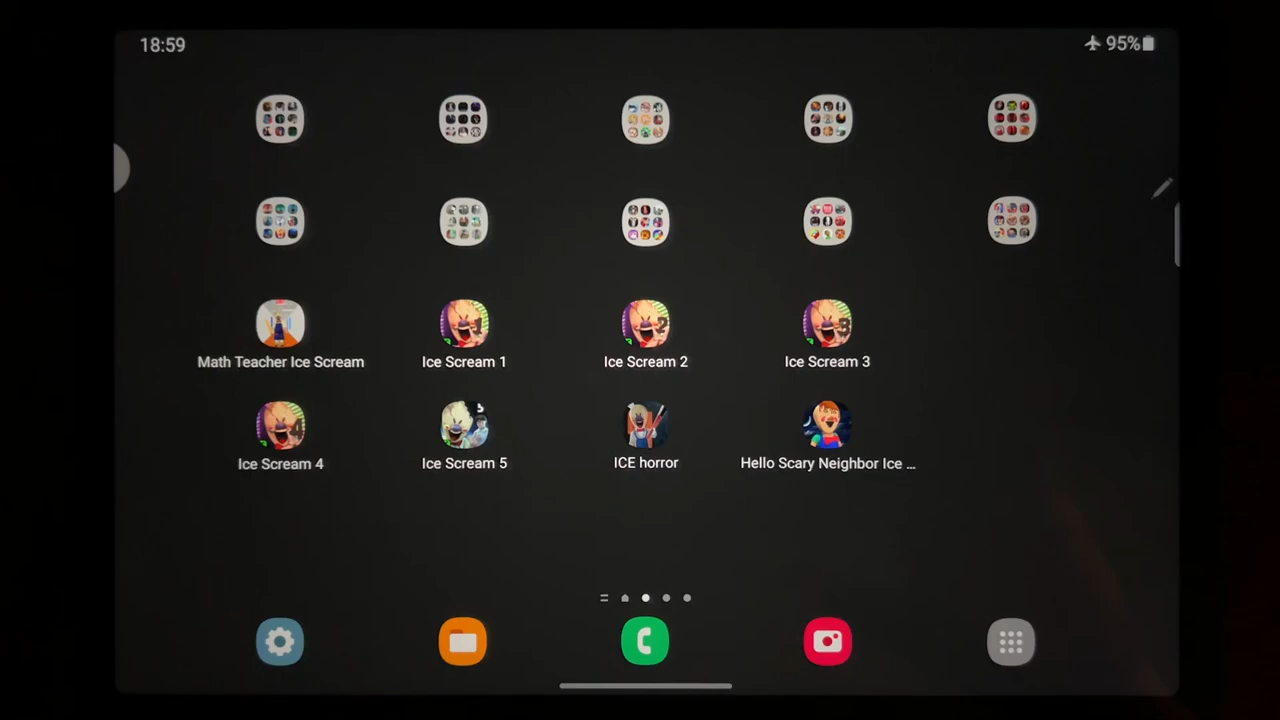 18:59
95%
Math Teacher Ice Scream
Ice Scream 1
Ice Scream 2
Ice Scream 3
Ice Scream 4
Ice Scream 5
ICE horror
Hello Scary Neighbor Ice ...